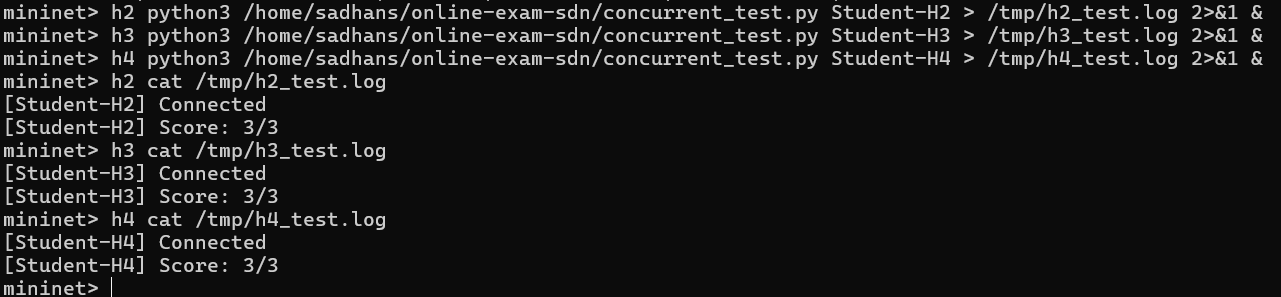 mininet> h2 python3 /home/sadhans/online-exam-sdn/concurrent_test.py Student-H2 > /tmp/h2_test.log 2>&1 &
mininet> h3 python3 /home/sadhans/online-exam-sdn/concurrent_test.py Student-H3 > /tmp/h3_test.log 2>&1 &
mininet> h4 python3 /home/sadhans/online-exam-sdn/concurrent_test.py Student-H4 > /tmp/h4_test.log 2>&1 &
mininet> h2 cat /tmp/h2_test.log
[Student-H2] Connected
[Student-H2] Score: 3/3
mininet> h3 cat /tmp/h3_test.log
[Student-H3] Connected
[Student-H3] Score: 3/3
mininet> h4 cat /tmp/h4_test.log
[Student-H4] Connected
[Student-H4] Score: 3/3
mininet>